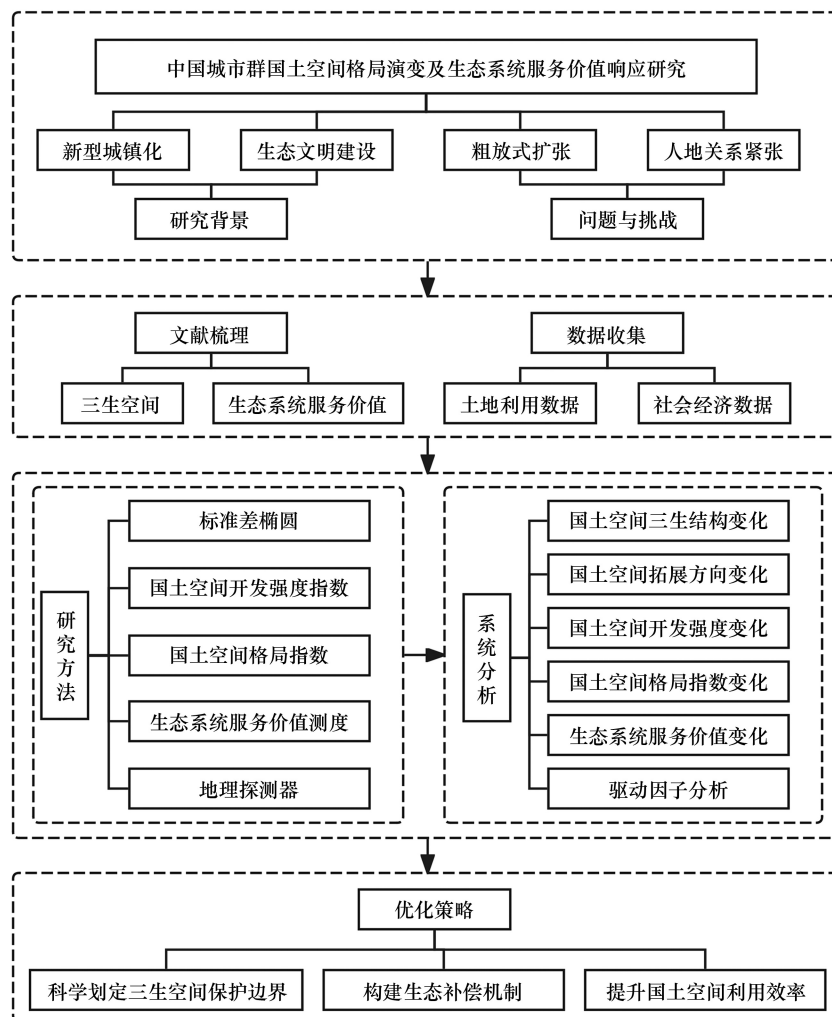 中国城市群国土空间格局演变及生态系统服务价值响应研究
新型城镇化
生态文明建设
粗放式扩张
人地关系紧张
研究背景
问题与挑战
文献梳理
数据收集
三生空间
生态系统服务价值
土地利用数据
社会经济数据
研究方法
标准差椭圆
国土空间开发强度指数
国土空间格局指数
生态系统服务价值测度
地理探测器
系统分析
国土空间三生结构变化
国土空间拓展方向变化
国土空间开发强度变化
国土空间格局指数变化
生态系统服务价值变化
驱动因子分析
优化策略
科学划定三生空间保护边界
构建生态补偿机制
提升国土空间利用效率